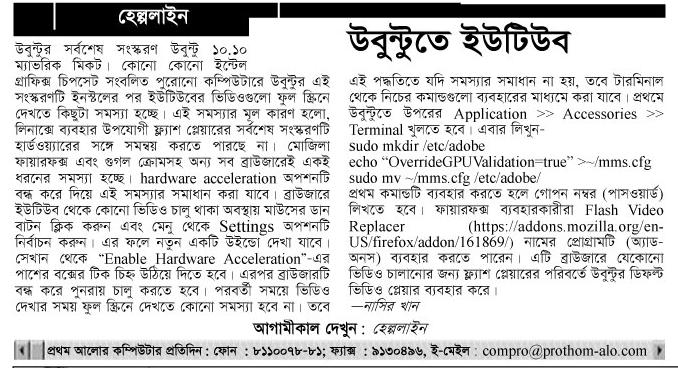 হেল্পলাইন
উবুন্টুতে ইউটিউব
উবুন্টুর সর্বশেষ সংস্করণ উবুন্টু ১০.১০
ম্যাভরিক মিকট। কোনো কোনো ইন্টেল
গ্রাফিক্স চিপসেট সংবলিত পুরোনো কম্পিউটারে উবুন্টুর এই
সংস্করণটি ইনস্টলের পর ইউটিউবের ভিডিওগুলো ফুল স্ক্রিনে
দেখতে কিছুটা সমস্যা হচ্ছে। এই সমস্যার মূল কারণ হলো,
লিনাক্সে ব্যবহার উপযোগী ফ্ল্যাশ প্লেয়ারের সর্বশেষ সংস্করণটি
হার্ডওয়্যারের সঙ্গে সমন্বয় করতে পারছে না। মোজিলা
ফায়ারফক্স এবং গুগল ক্রোমসহ অন্য সব ব্রাউজারেই একই
ধরনের সমস্যা হচ্ছে। hardware acceleration অপশনটি
বন্ধ করে দিয়ে এই সমস্যার সমাধান করা যাবে। ব্রাউজারে
ইউটিউব থেকে কোনো ভিডিও চালু থাকা অবস্থায় মাউসের ডান
বাটন ক্লিক করুন এবং মেনু থেকে Settings অপশনটি
নির্বাচন করুন। এর ফলে নতুন একটি উইন্ডো দেখা যাবে।
সেখান থেকে “Enable Hardware Acceleration”-এর
পাশের বক্সের টিক চিহ্ন উঠিয়ে দিতে হবে। এরপর ব্রাউজারটি
বন্ধ করে পুনরায় চালু করতে হবে। পরবর্তী সময়ে ভিডিও
দেখার সময় ফুল স্ক্রিনে দেখতে কোনো সমস্যা হবে না। তবে
এই পদ্ধতিতে যদি সমস্যার সমাধান না হয়, তবে টারমিনাল
থেকে নিচের কমান্ডগুলো ব্যবহারের মাধ্যমে করা যাবে। প্রথমে
উবুন্টুতে উপরের Application >> Accessories >>
Terminal খুলতে হবে। এবার লিখুন-
sudo mkdir /etc/adobe
echo “OverrideGPUValidation=true” >~/mms.cfg
sudo mv ~/mms.cfg /etc/adobe/
প্রথম কমান্ডটি ব্যবহার করতে হলে গোপন নম্বর (পাসওয়ার্ড)
লিখতে হবে। ফায়ারফক্স ব্যবহারকারীরা Flash Video
Replacer (https://addons.mozilla.org/en-
US/firefox/addon/161869/) নামের প্রোগ্রামটি (অ্যাড-
অনস) ব্যবহার করতে পারেন। এটি ব্রাউজারে যেকোনো
ভিডিও চালানোর জন্য ফ্ল্যাশ প্লেয়ারের পরিবর্তে উবুন্টুর ডিফল্ট
ভিডিও প্লেয়ার ব্যবহার করে।
—নাসির খান
আগামীকাল দেখুন : হেল্পলাইন
প্রথম আলোর কম্পিউটার প্রতিদিন : ফোন : ৮১১০০৭৮-৮১; ফ্যাক্স : ৯১৩০৪৯৬, ই-মেইল : compro@prothom-alo.com